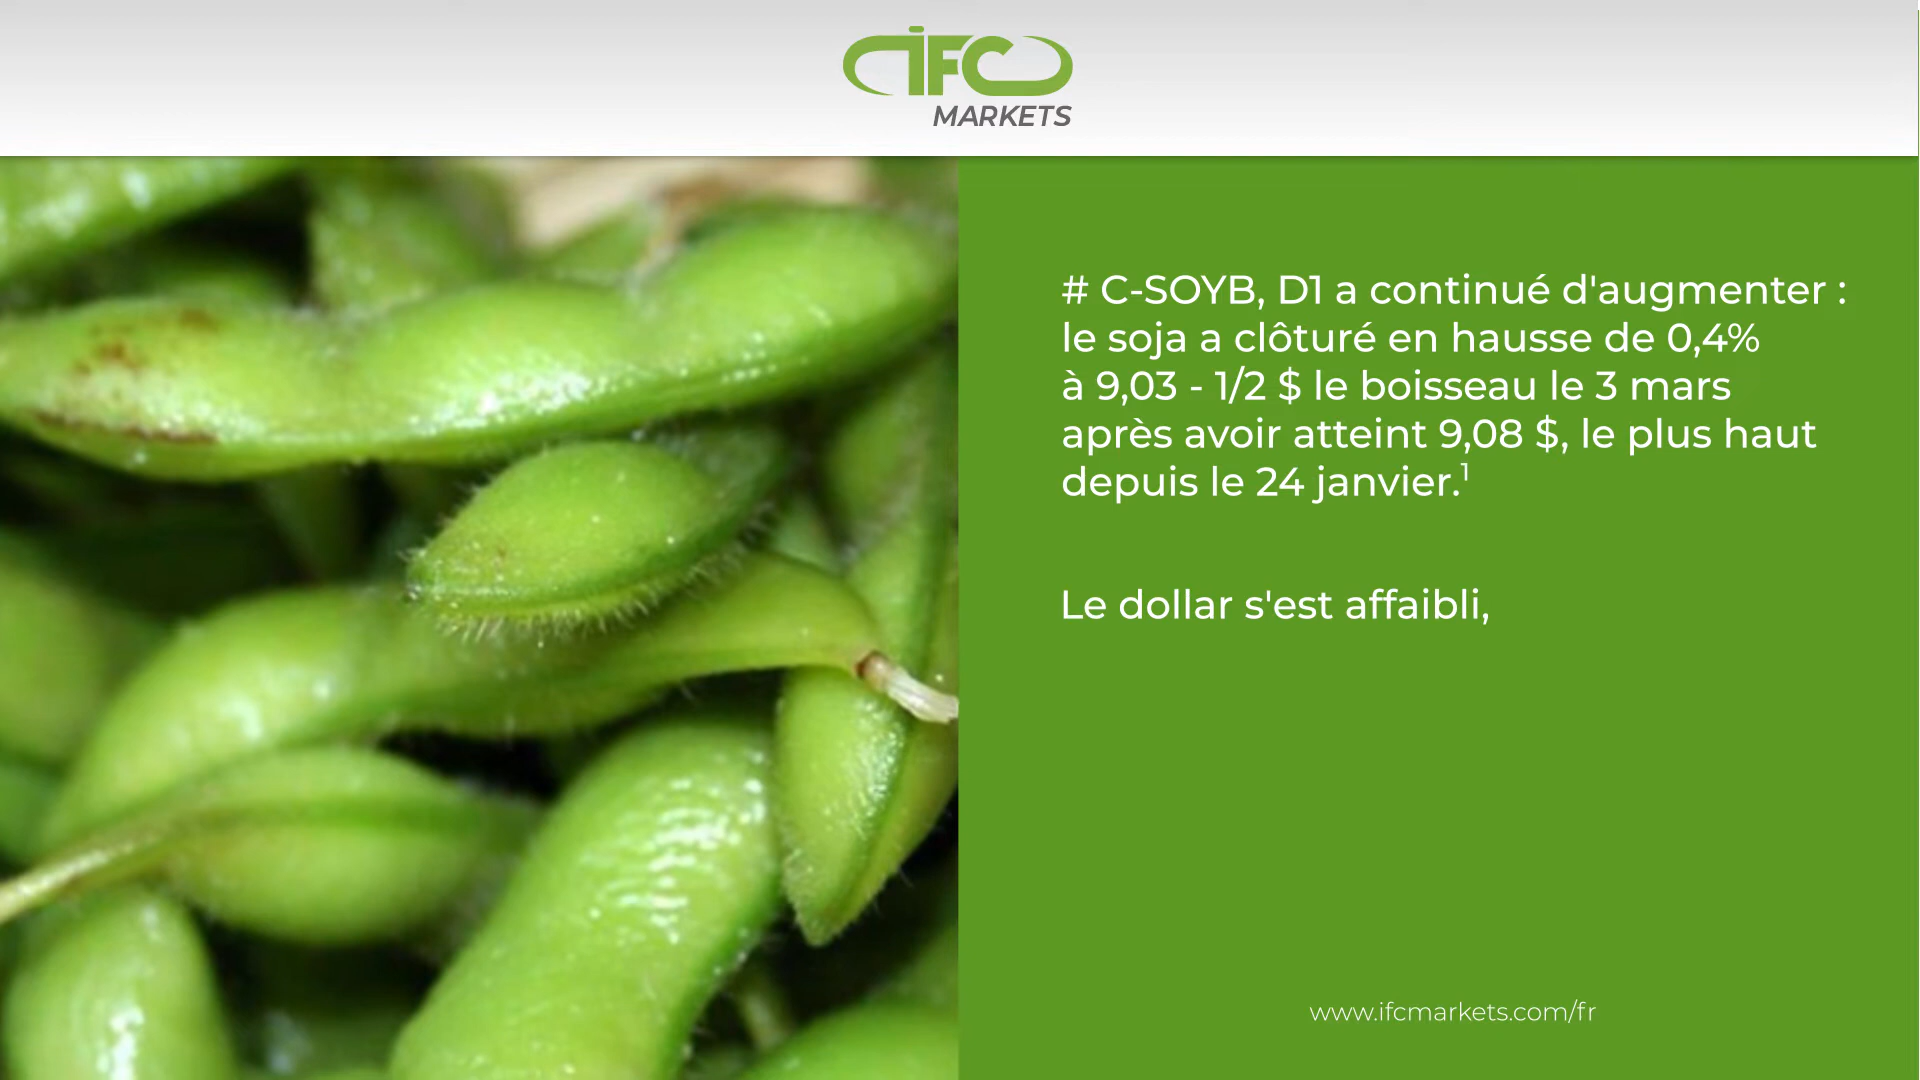 IFC
MARKETS
# C-SOYB, D1 a continué d'augmenter :
le soja a clôturé en hausse de 0,4%
à 9,03 - 1/2 $ le boisseau le 3 mars
après avoir atteint 9,08 $, le plus haut
depuis le 24 janvier.¹
Le dollar s'est affaibli,
www.ifcmarkets.com/fr